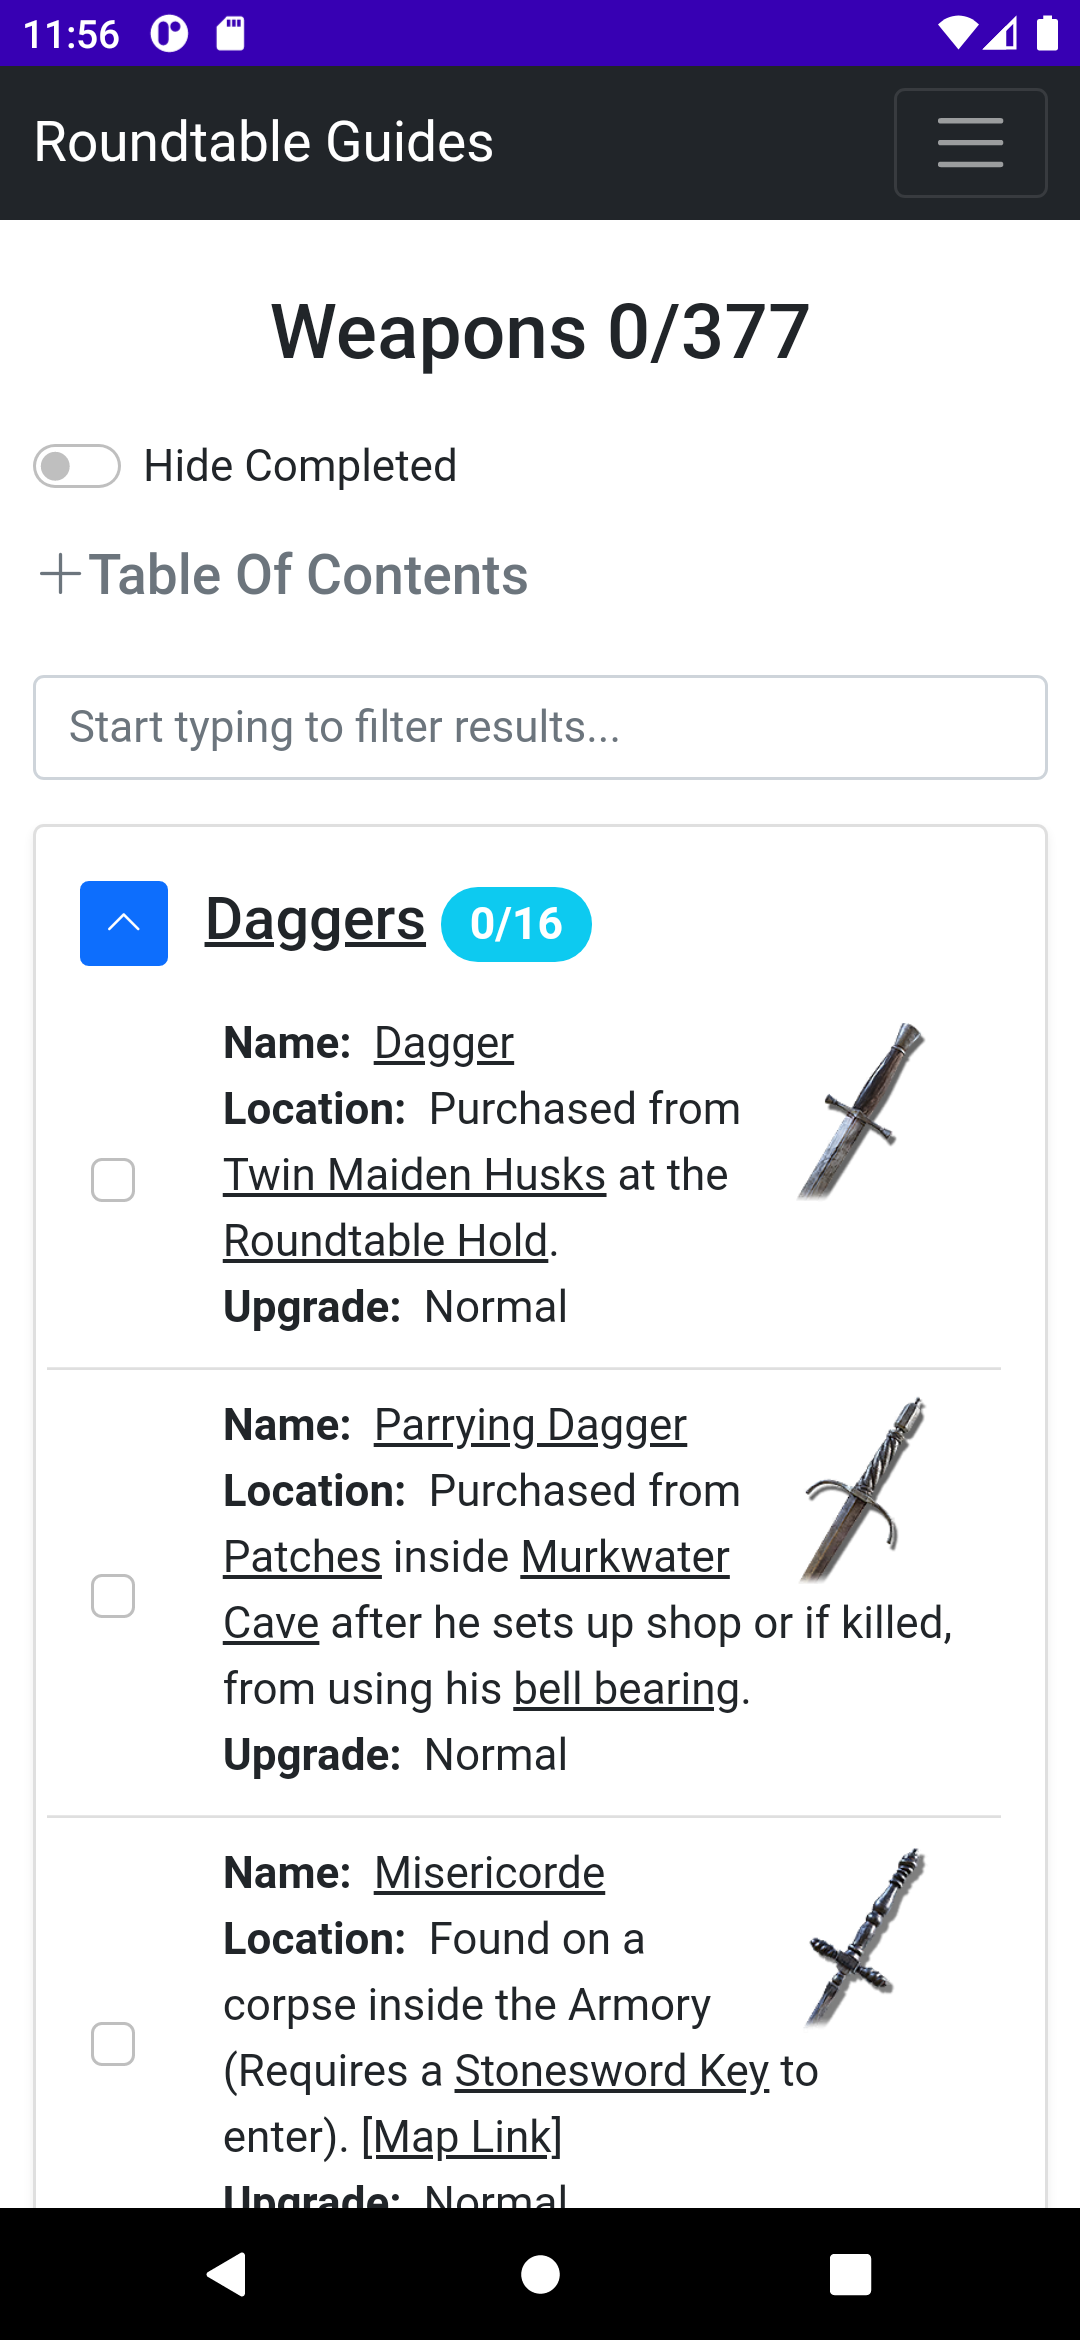 11:56
Roundtable Guides
Weapons 0/377
Hide Completed
Table Of Contents
Start typing to filter results...
Daggers 0/16
Name: Dagger
Location: Purchased from
Twin Maiden Husks at the
Roundtable Hold.
Upgrade: Normal
Name: Parrying Dagger
Location: Purchased from
Patches inside Murkwater
Cave after he sets up shop or if killed,
from using his bell bearing.
Upgrade: Normal
Name: Misericorde
Location: Found on a
corpse inside the Armory
(Requires a Stonesword Key to
enter). [Map Link]
Upgrade: Normal